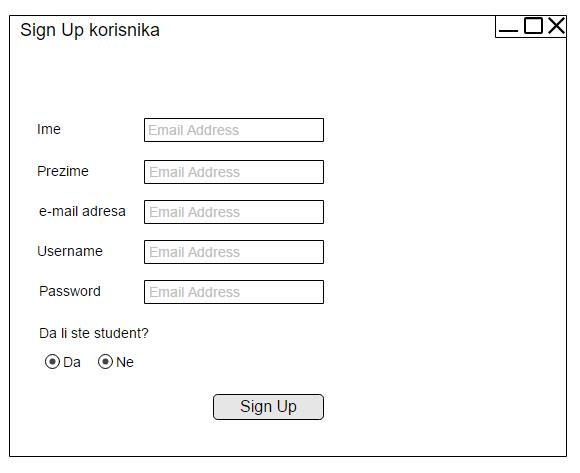 Sign Up korisnika
Ime Email Address
Prezime Email Address
e-mail adresa Email Address
Username Email Address
Password Email Address
Da li ste student?
Da Ne
Sign Up